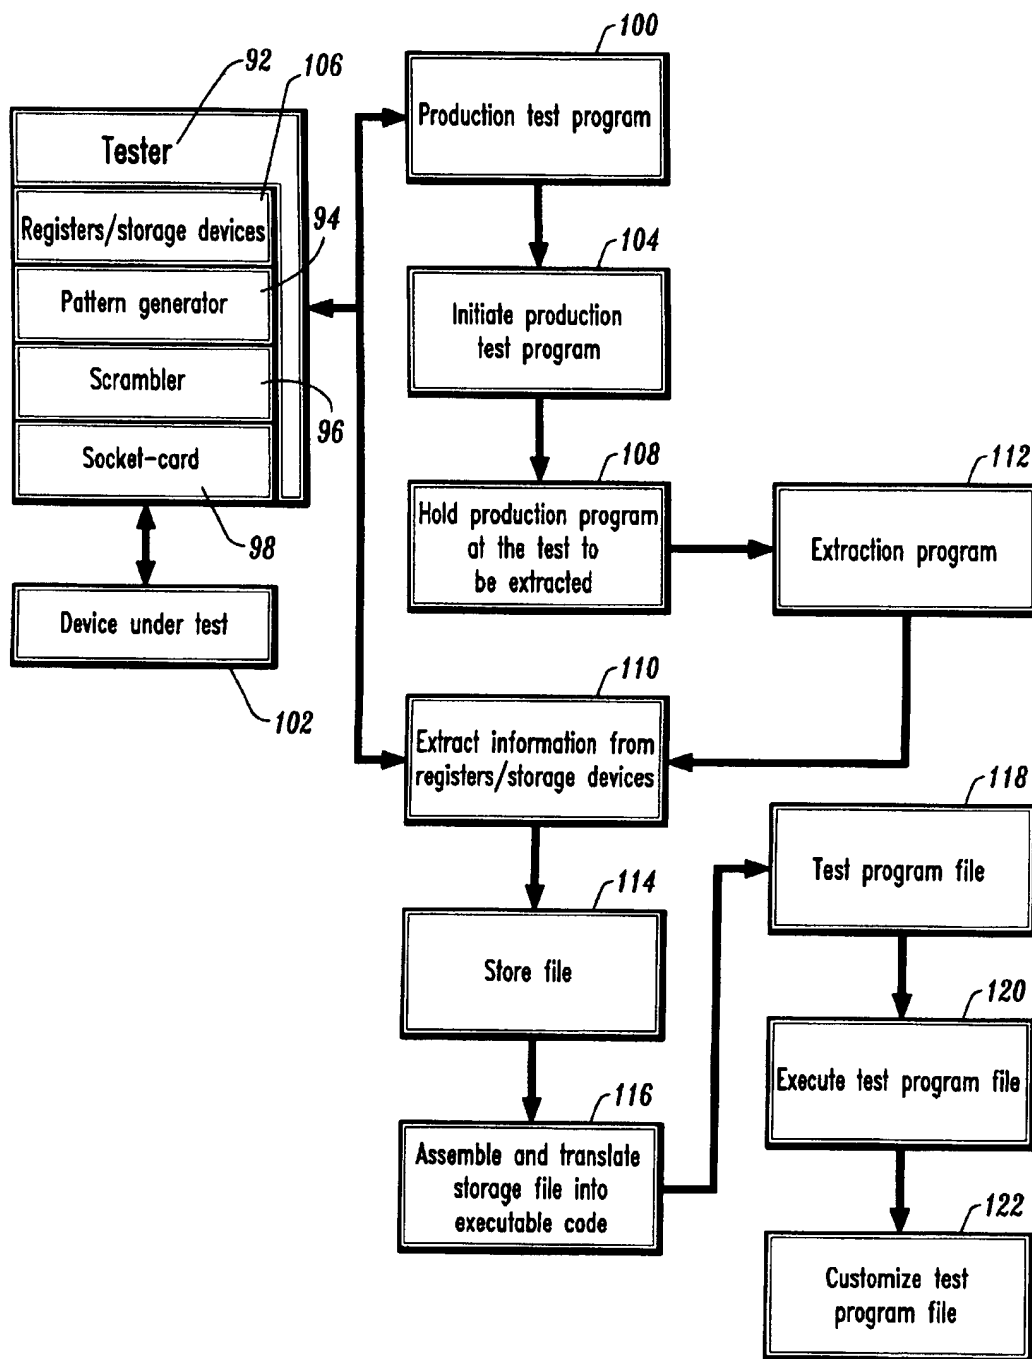 92
106
Tester
Registers/storage devices
94
Pattern generator
Scrambler
96
Socket-card
98
Device under test
102
100
Production test program
104
Initiate production
test program
108
Hold production program
at the test to
be extracted
112
Extraction program
110
Extract information from
registers/storage devices
114
Store file
116
Assemble and translate
storage file into
executable code
118
Test program file
120
Execute test program file
122
Customize test
program file